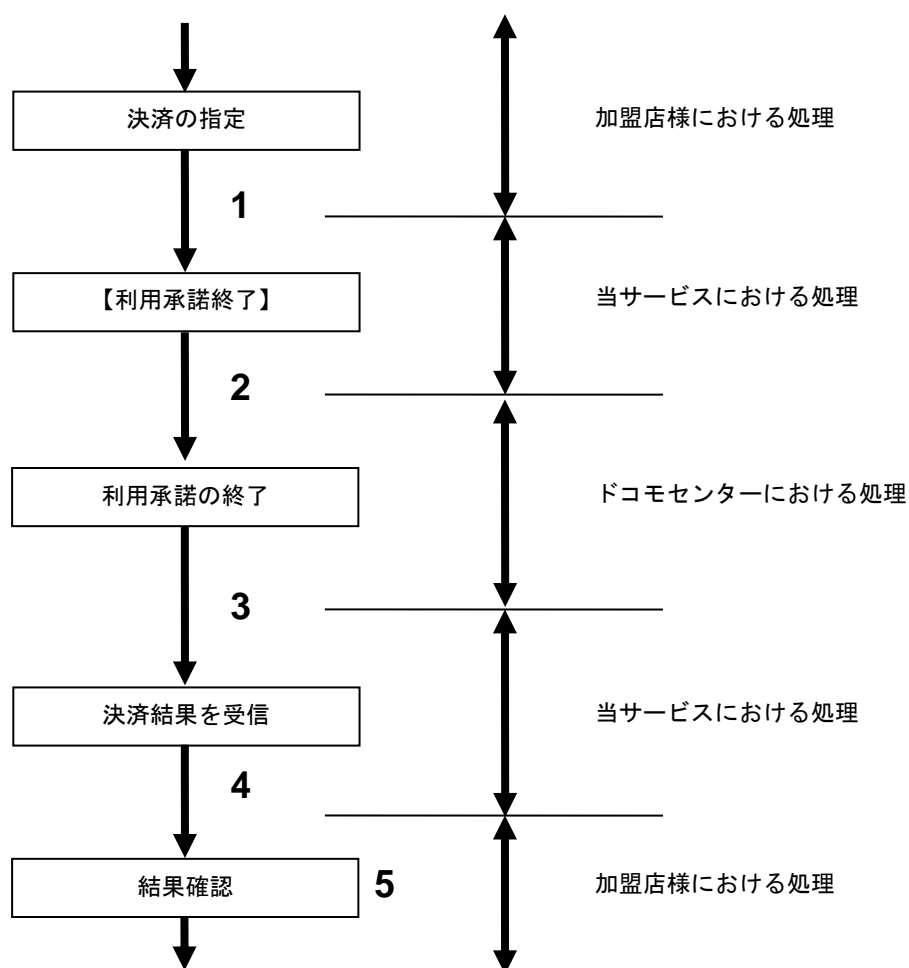 決済の指定
加盟店様における処理
1
【利用承諾終了】
当サービスにおける処理
2
利用承諾の終了
ドコモセンターにおける処理
3
決済結果を受信
当サービスにおける処理
4
結果確認
5
加盟店様における処理